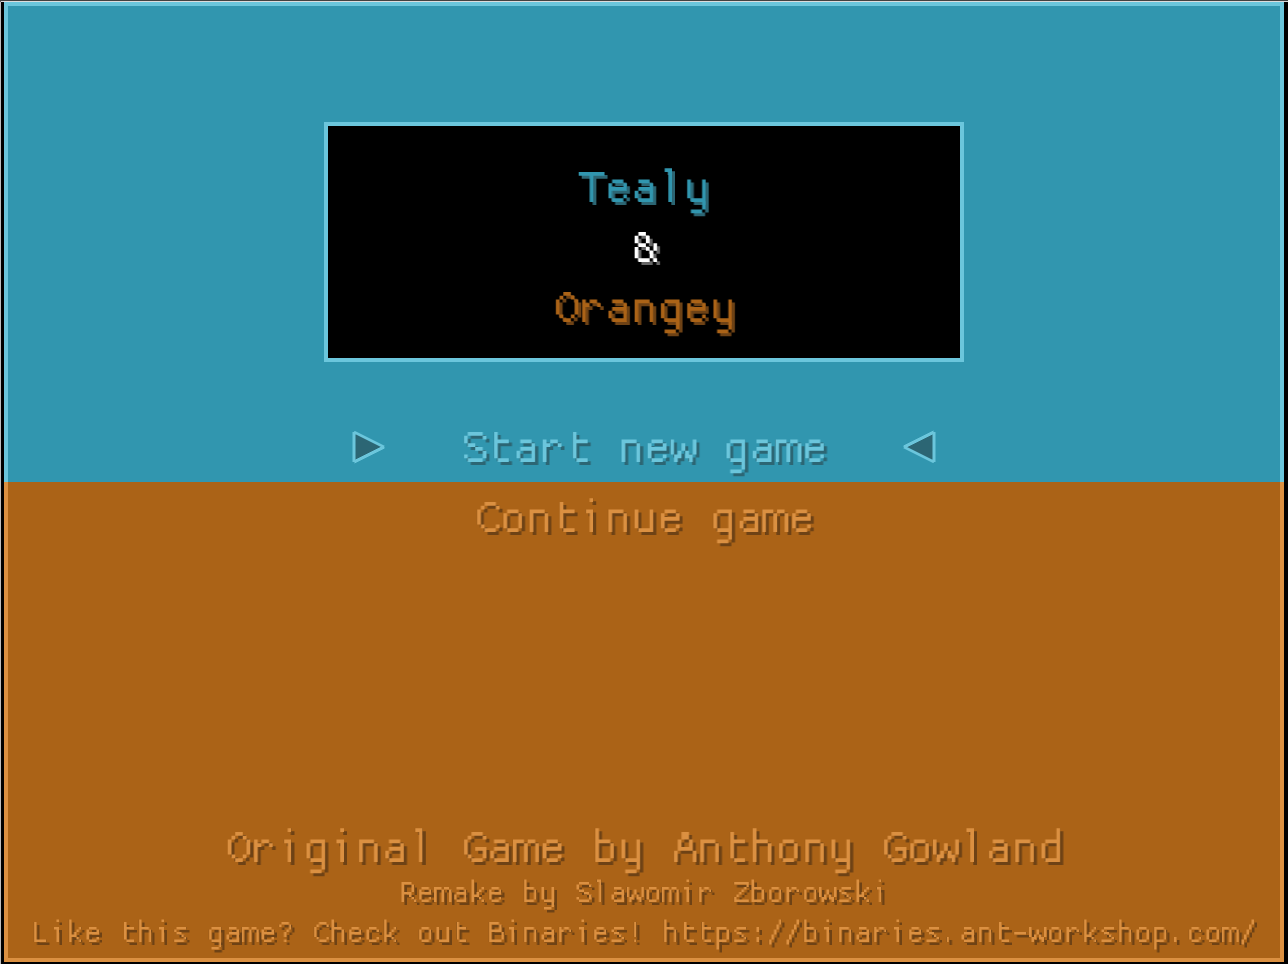 Tealy
&
Orangey
Start new game
Continue game
Original Game by Anthony Gowland
Remake by Slawomir Zborowski
Like this game? Check out Binaries! https://binaries.ant-workshop.com/